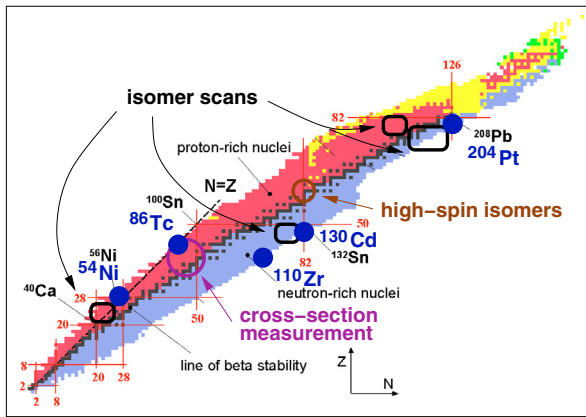 126
isomer scans
82
208Pb
204Pt
proton-rich nuclei
N=Z
100Sn
high-spin isomers
86Tc
50
130Cd
132Sn
82
56Ni
54Ni
110Zr
40Ca
28
neutron-rich nuclei
50
cross-section
measurement
20
line of beta stability
8
2
20
28
2
8
Z
N